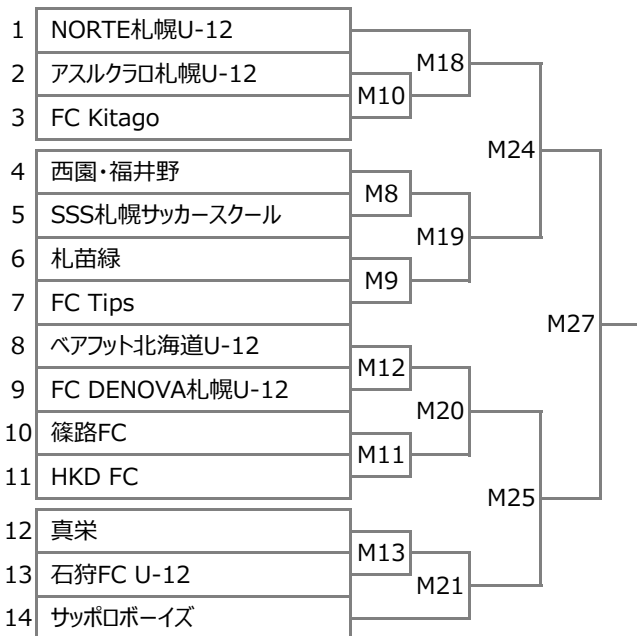 1 NORTE札幌U-12
2 アスルクラロ札幌U-12
3 FC Kitago
4 西園・福井野
5 SSS札幌サッカースクール
6 札苗緑
7 FC Tips
8 ベアフット北海道U-12
9 FC DENOVA札幌U-12
10 篠路FC
11 HKD FC
12 真栄
13 石狩FC U-12
14 サッポロボーイズ
M10
M8
M9
M12
M11
M13
M18
M19
M20
M21
M24
M25
M27